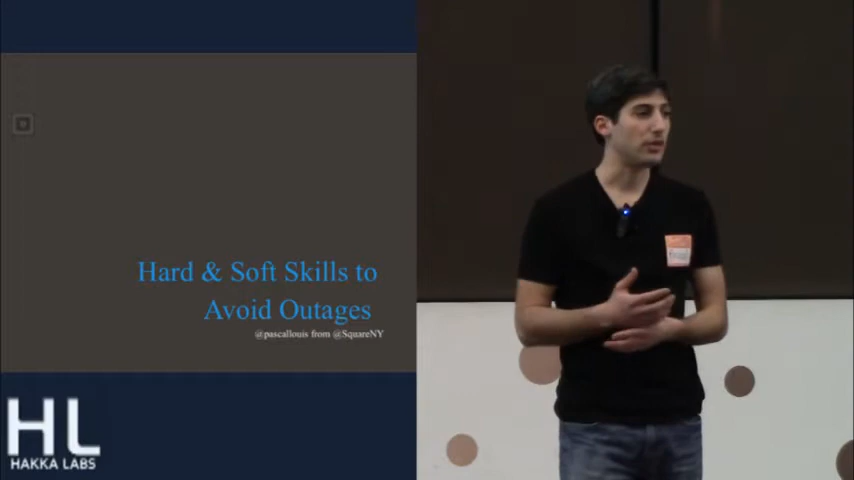 Hard & Soft Skills to
Avoid Outages
@pascallouis from @SquareNY
HL
HAKKA LABS